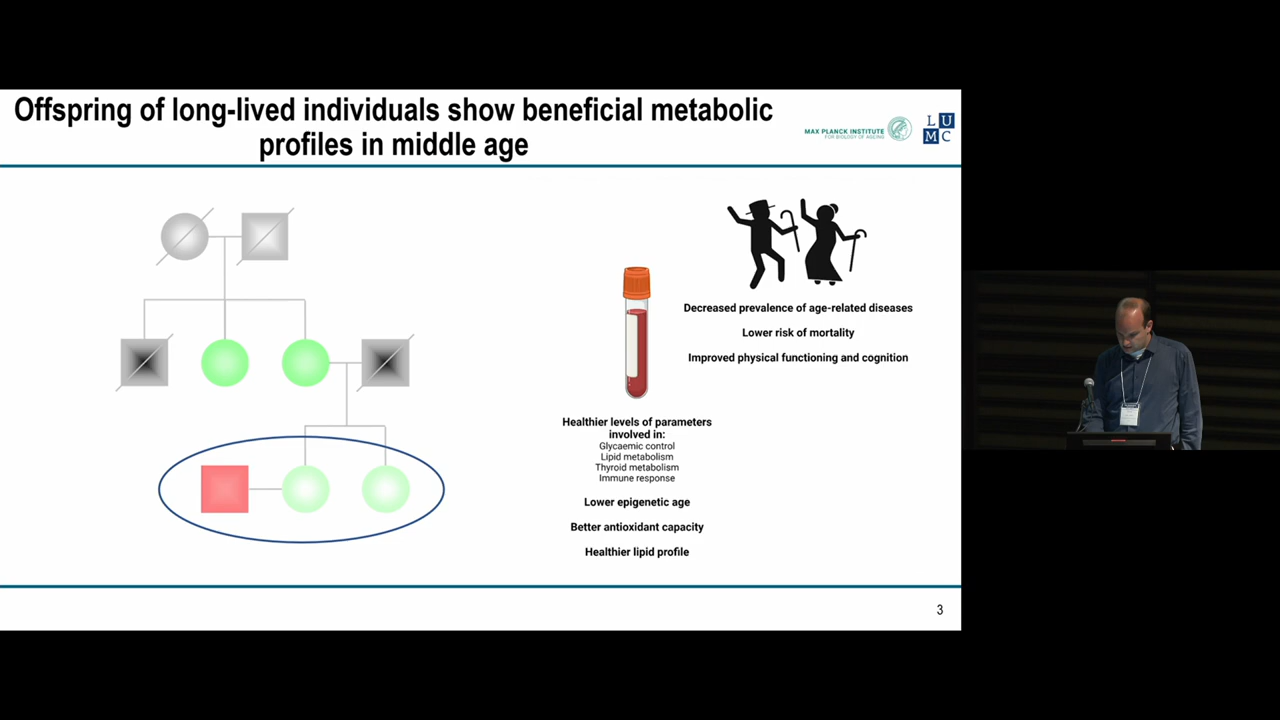 Offspring of long-lived individuals show beneficial metabolic
profiles in middle age
MAX PLANCK INSTITUTE
FOR BIOLOGY OF AGEING
L U
M C
Decreased prevalence of age-related diseases
Lower risk of mortality
Improved physical functioning and cognition
Healthier levels of parameters
involved in:
Glycaemic control
Lipid metabolism
Thyroid metabolism
Immune response
Lower epigenetic age
Better antioxidant capacity
Healthier lipid profile
3